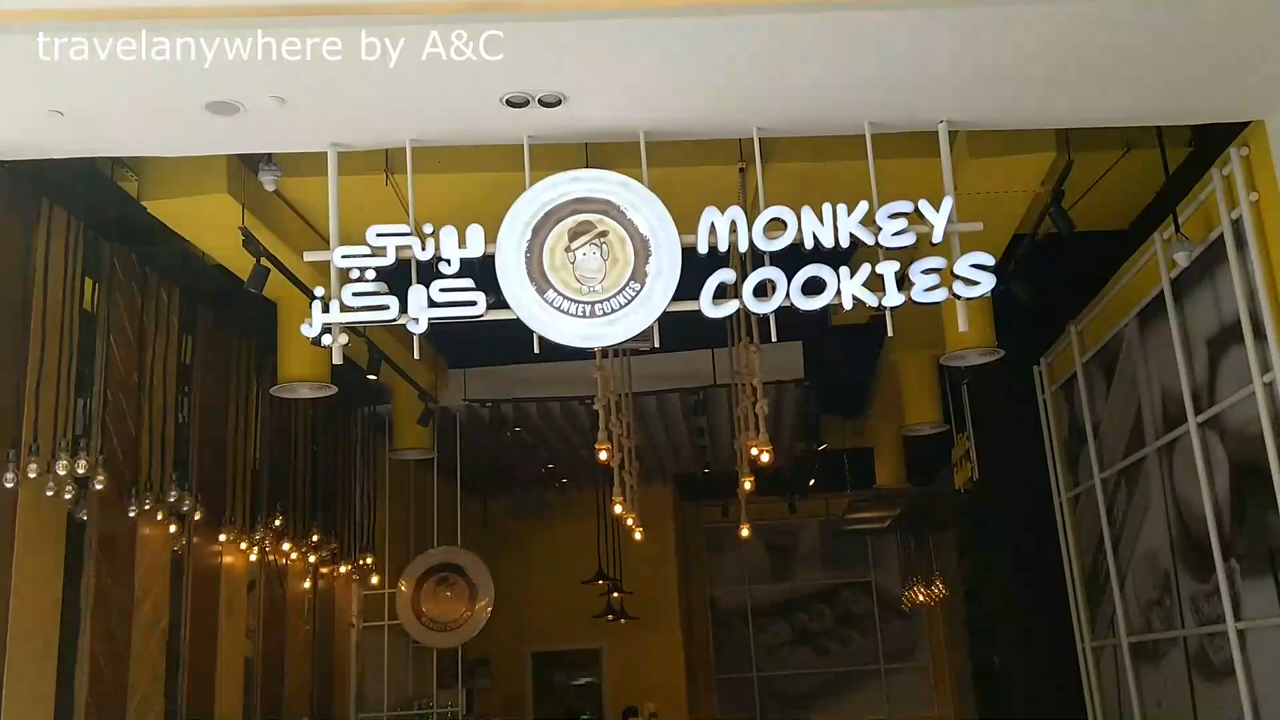 travelanywhere by A&C
مونكي
كوكيز
MONKEY COOKIES
MONKEY
COOKIES